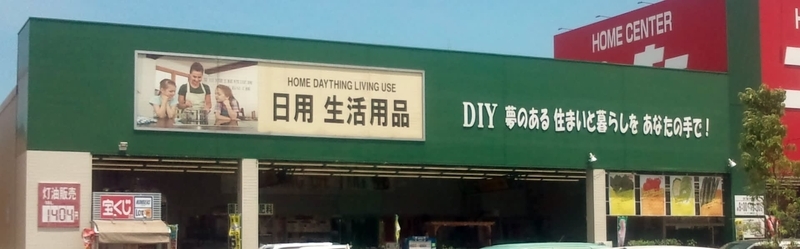 HOME CENTER
HOME DAYTHING LIVING USE
日用 生活用品
DIY 夢のある 住まいと暮らしを あなたの手で!
灯油販売
1404
宝くじ